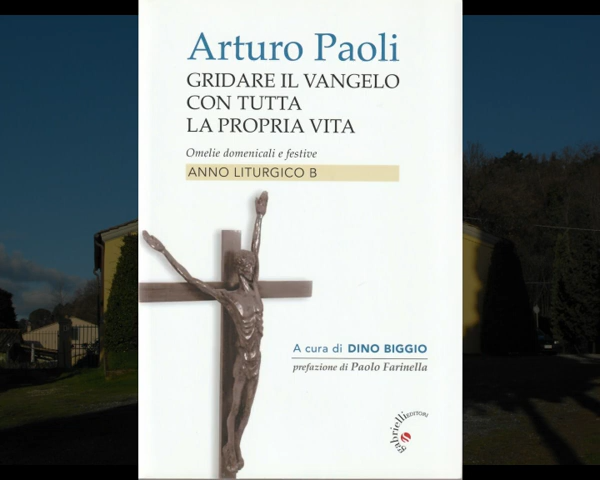 Arturo Paoli
GRIDARE IL VANGELO
CON TUTTA
LA PROPRIA VITA
Omelie domenicali e festive
ANNO LITURGICO B
A cura di DINO BIGGIO
prefazione di Paolo Farinella
gabrielli EDITORI